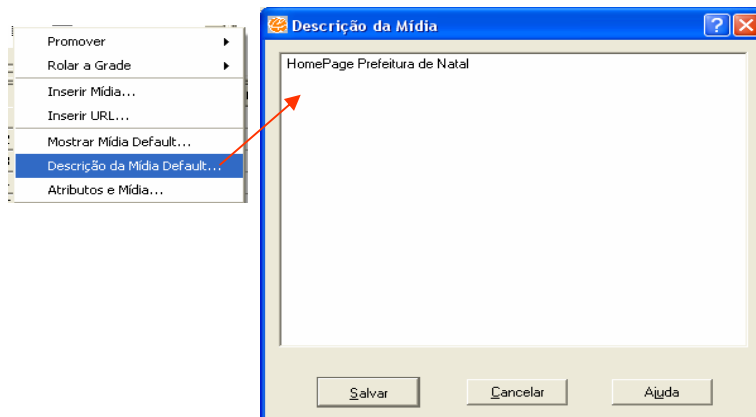 Promover
Rolar a Grade
Inserir Mídia...
Inserir URL...
Mostrar Mídia Default...
Descrição da Mídia Default...
Atributos e Mídia...
Descrição da Mídia
HomePage Prefeitura de Natal
Salvar
Cancelar
Ajuda